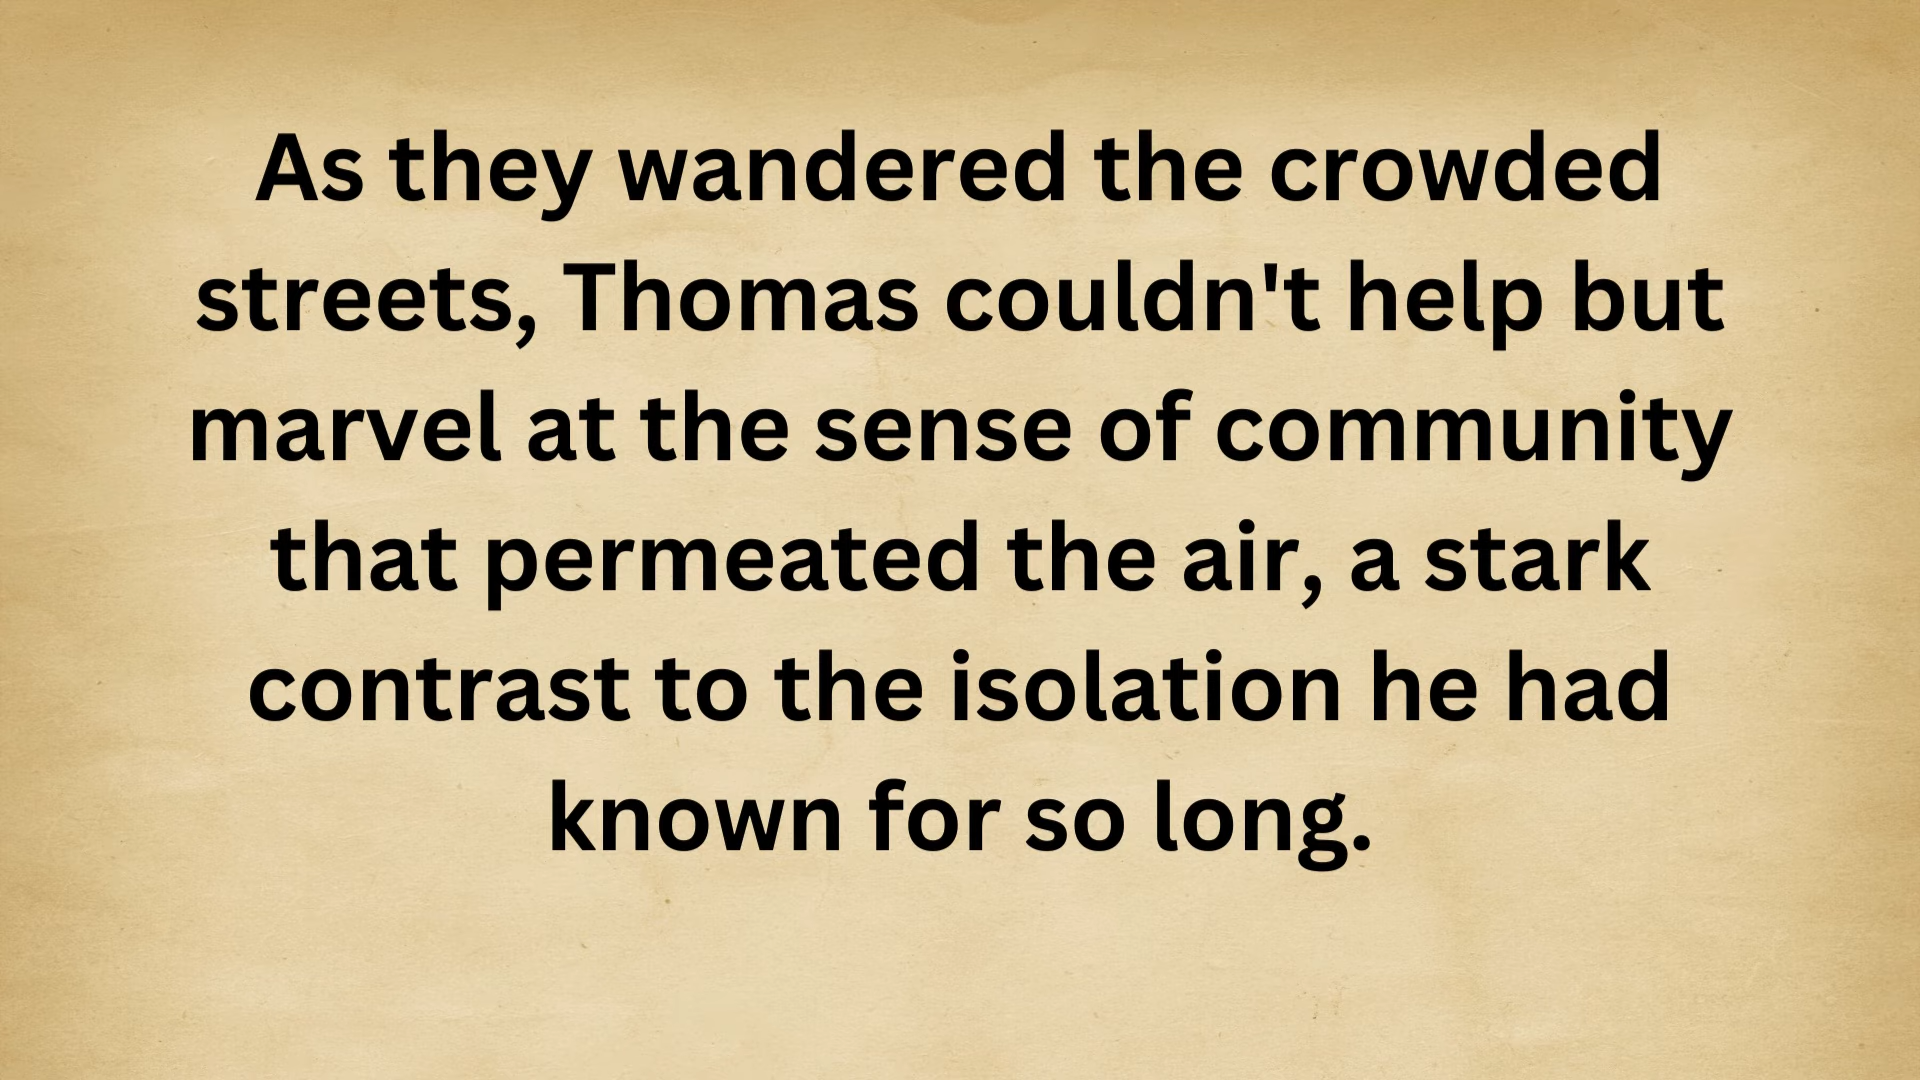 As they wandered the crowded
streets, Thomas couldn't help but
marvel at the sense of community
that permeated the air, a stark
contrast to the isolation he had
known for so long.